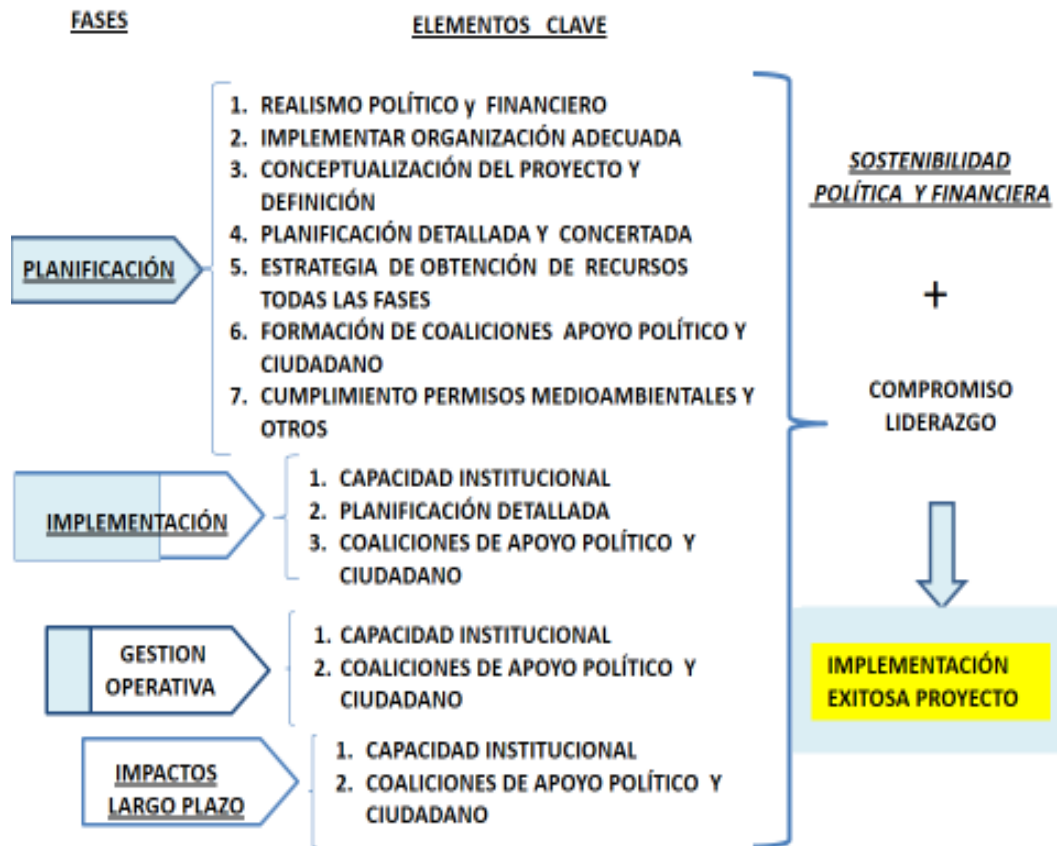 FASES
ELEMENTOS CLAVE
PLANIFICACIÓN
1. REALISMO POLÍTICO y FINANCIERO
2. IMPLEMENTAR ORGANIZACIÓN ADECUADA
3. CONCEPTUALIZACIÓN DEL PROYECTO Y
DEFINICIÓN
4. PLANIFICACIÓN DETALLADA Y CONCERTADA
5. ESTRATEGIA DE OBTENCIÓN DE RECURSOS
TODAS LAS FASES
6. FORMACIÓN DE COALICIONES APOYO POLÍTICO Y
CIUDADANO
7. CUMPLIMIENTO PERMISOS MEDIOAMBIENTALES Y
OTROS
IMPLEMENTACIÓN
1. CAPACIDAD INSTITUCIONAL
2. PLANIFICACIÓN DETALLADA
3. COALICIONES DE APOYO POLÍTICO Y
CIUDADANO
GESTION
OPERATIVA
1. CAPACIDAD INSTITUCIONAL
2. COALICIONES DE APOYO POLÍTICO Y
CIUDADANO
IMPACTOS
LARGO PLAZO
1. CAPACIDAD INSTITUCIONAL
2. COALICIONES DE APOYO POLÍTICO Y
CIUDADANO
SOSTENIBILIDAD
POLÍTICA Y FINANCIERA
+
COMPROMISO
LIDERAZGO
IMPLEMENTACIÓN
EXITOSA PROYECTO